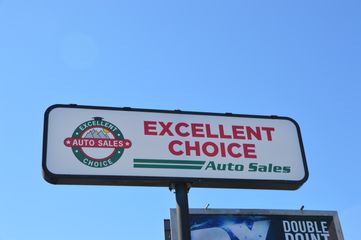 EXCELLENT
AUTO SALES
CHOICE
EXCELLENT
CHOICE
Auto Sales
DOUBLE
POINT